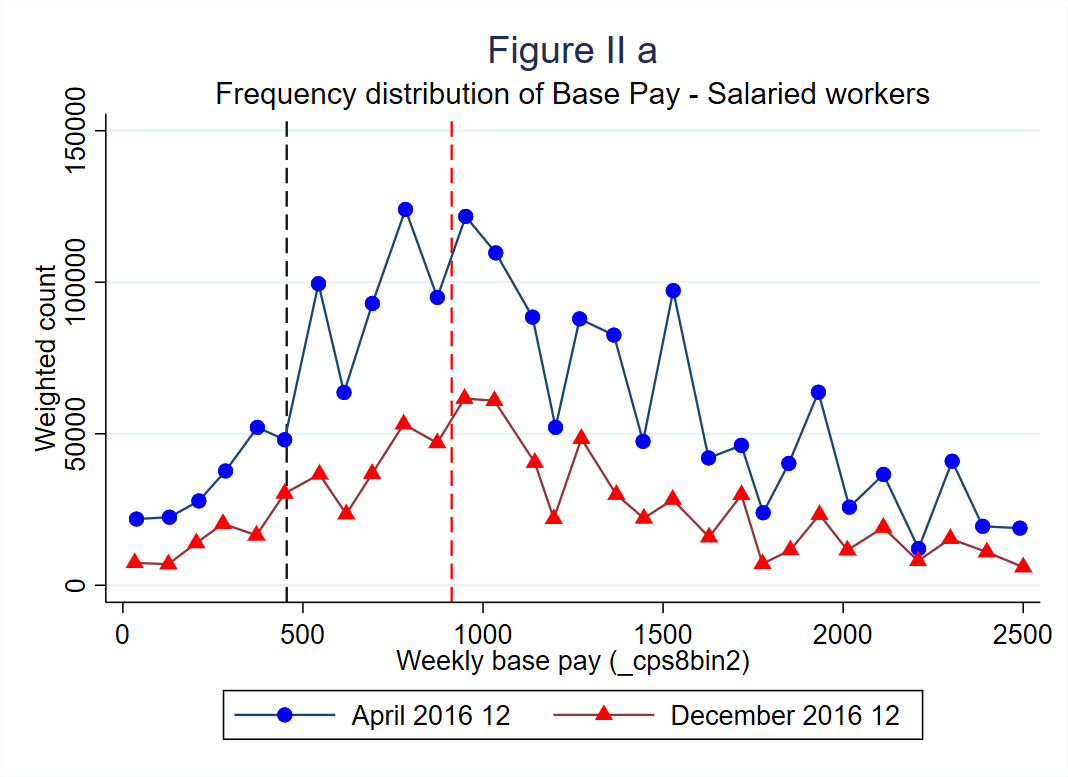 Figure II a
Frequency distribution of Base Pay - Salaried workers
Weighted count
150000
100000
50000
0
0 500 1000 1500 2000 2500
Weekly base pay (_cps8bin2)
April 2016 12 December 2016 12